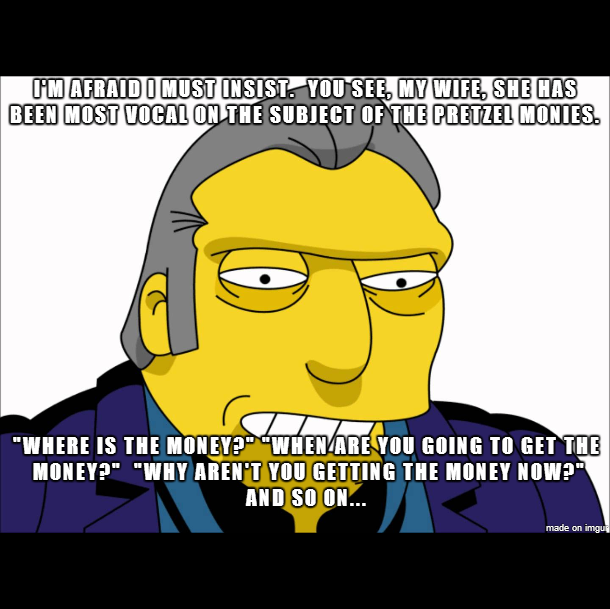 I'M AFRAID I MUST INSIST.  YOU SEE, MY WIFE, SHE HAS
BEEN MOST VOCAL ON THE SUBJECT OF THE PRETZEL MONIES.
"WHERE IS THE MONEY?" "WHEN ARE YOU GOING TO GET THE
MONEY?"  "WHY AREN'T YOU GETTING THE MONEY NOW?"
AND SO ON...
made on imgur